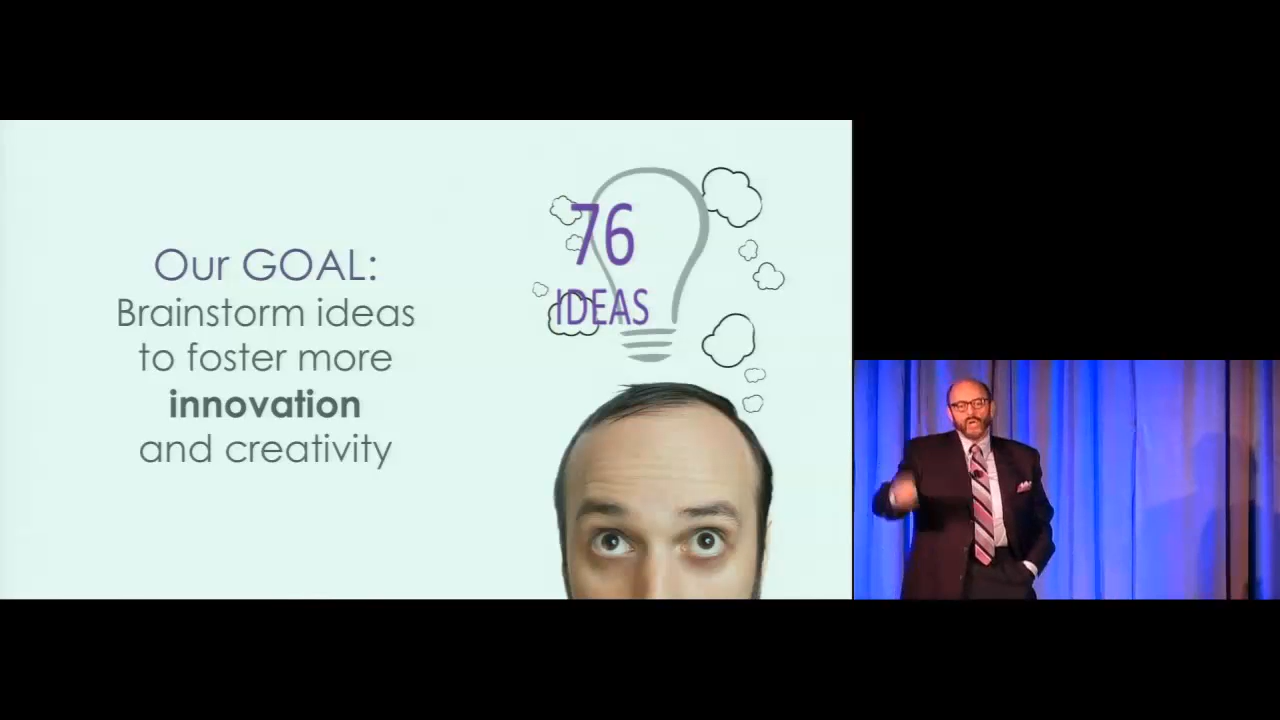 Our GOAL:
Brainstorm ideas
to foster more
innovation
and creativity
76
IDEAS